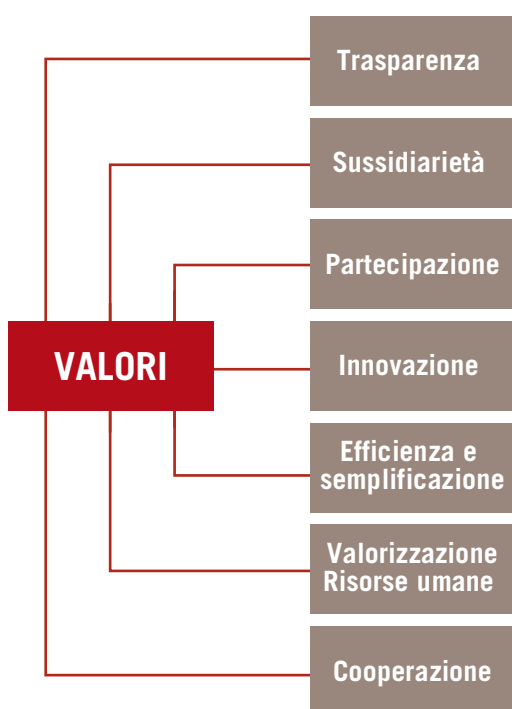 Trasparenza
Sussidiarietà
Partecipazione
VALORI
Innovazione
Efficienza e
semplificazione
Valorizzazione
Risorse umane
Cooperazione